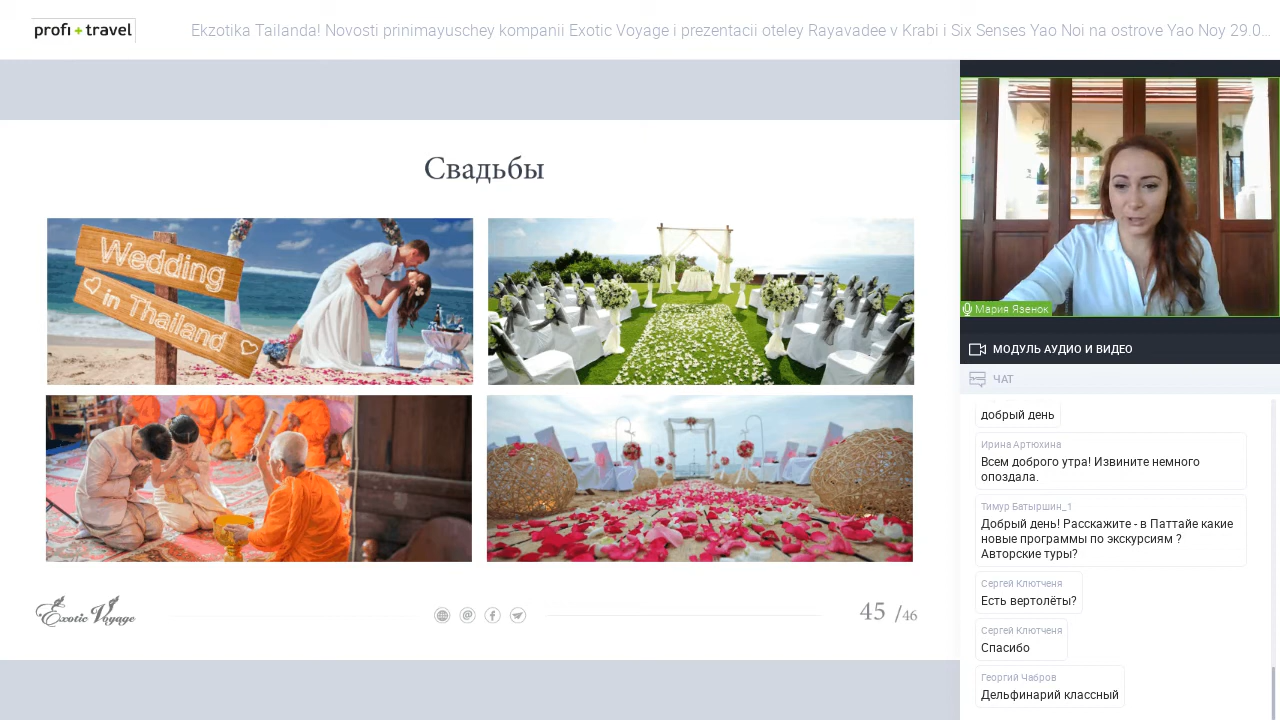 profi + travel
Ekzotika Tailanda! Novosti prinimayuschey kompanii Exotic Voyage i prezentacii oteley Rayavadee v Krabi i Six Senses Yao Noi na ostrove Yao Noy 29.0...
Свадьбы
Wedding
in Thailand
Exotic Voyage
45 /46
Мария Язенок
МОДУЛЬ АУДИО И ВИДЕО
ЧАТ
добрый день
Ирина Артюхина
Всем доброго утра! Извините немного
опоздала.
Тимур Батыршин_1
Добрый день! Расскажите - в Паттайе какие
новые программы по экскурсиям ?
Авторские туры?
Сергей Клютченя
Есть вертолёты?
Сергей Клютченя
Спасибо
Георгий Чабров
Дельфинарий классный